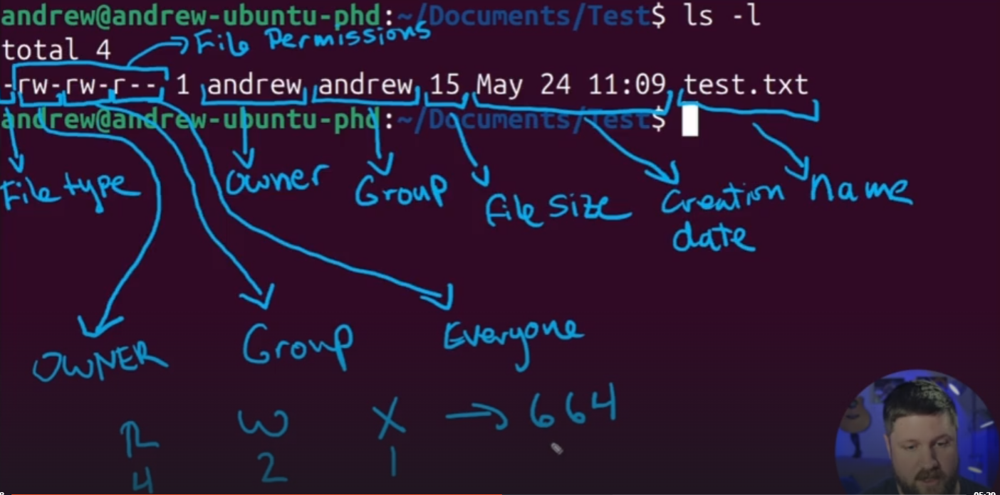 andrew@andrew-ubuntu-phd:~/Documents/Test$ ls -l
total 4
File Permissions
-rw-rw-r-- 1 andrew andrew 15 May 24 11:09 test.txt
andrew@andrew-ubuntu-phd:~/Documents/Test$
File type
Owner
Group
file size
Creation
date
name
OWNER
Group
Everyone
R W X → 664
4 2 1